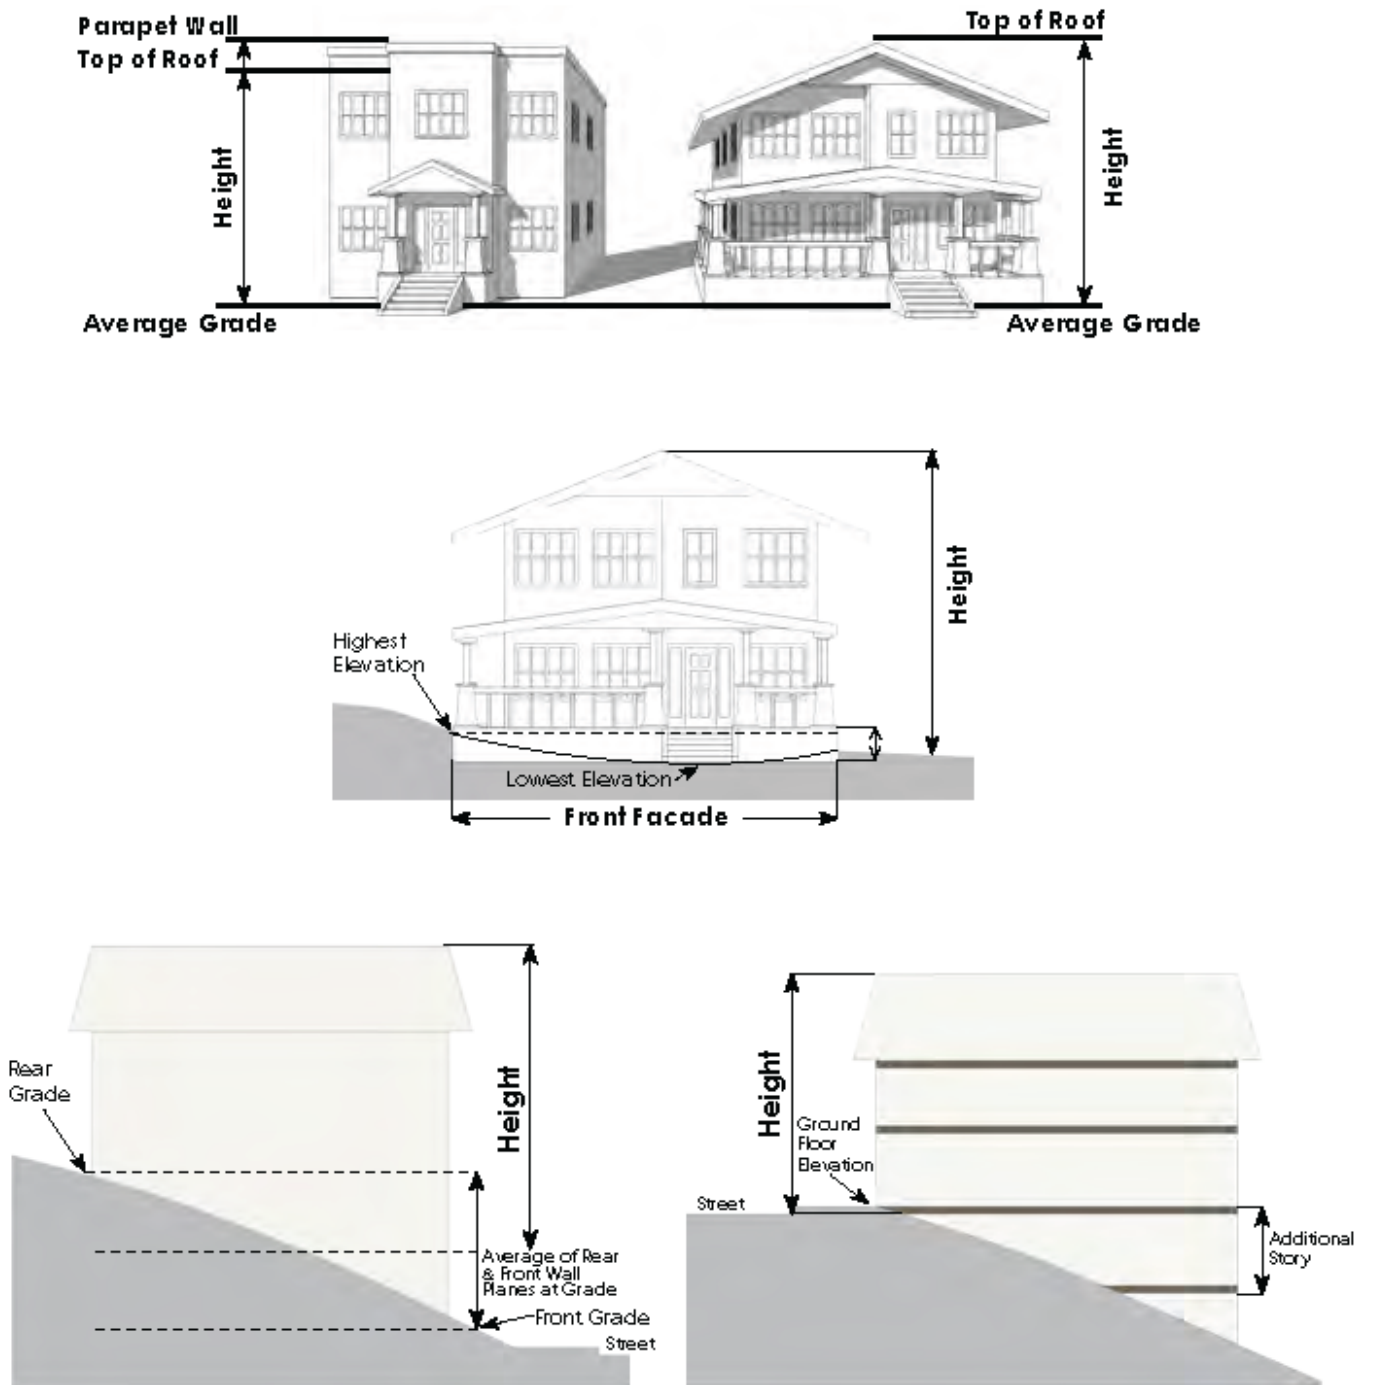 Parapet Wall
Top of Roof
Top of Roof
Height
Height
Average Grade
Average Grade
Height
Highest
Elevation
Lowest Elevation
Front Facade
Rear
Grade
Height
Average of Rear
& Front Wall
Planes at Grade
Front Grade
Street
Height
Ground
Floor
Elevation
Street
Additional
Story